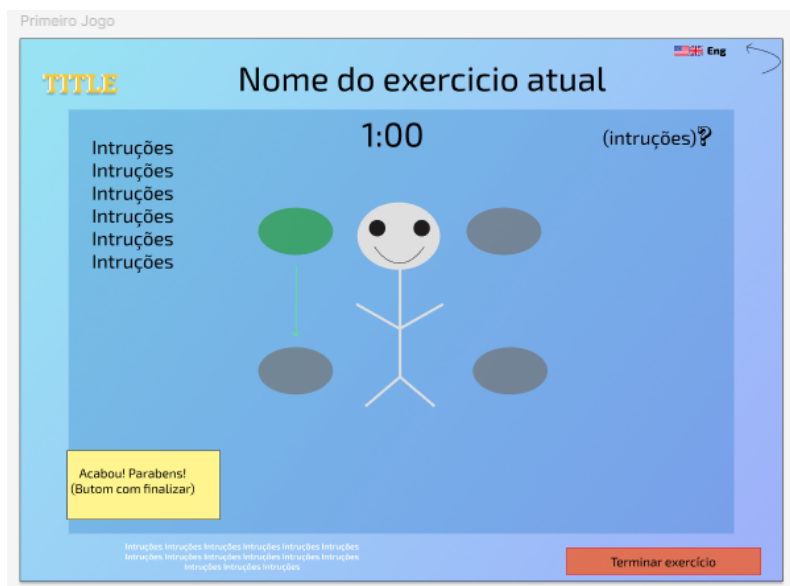 Primeiro Jogo
Eng
TITLE
Nome do exercicio atual
1:00
(intruções)?
Intruções
Intruções
Intruções
Intruções
Intruções
Intruções
Acabou! Parabens!
(Butom com finalizar)
Intruções Intruções Intruções Intruções Intruções Intruções
Intruções Intruções Intruções Intruções Intruções Intruções
Intruções Intruções Intruções
Terminar exercício